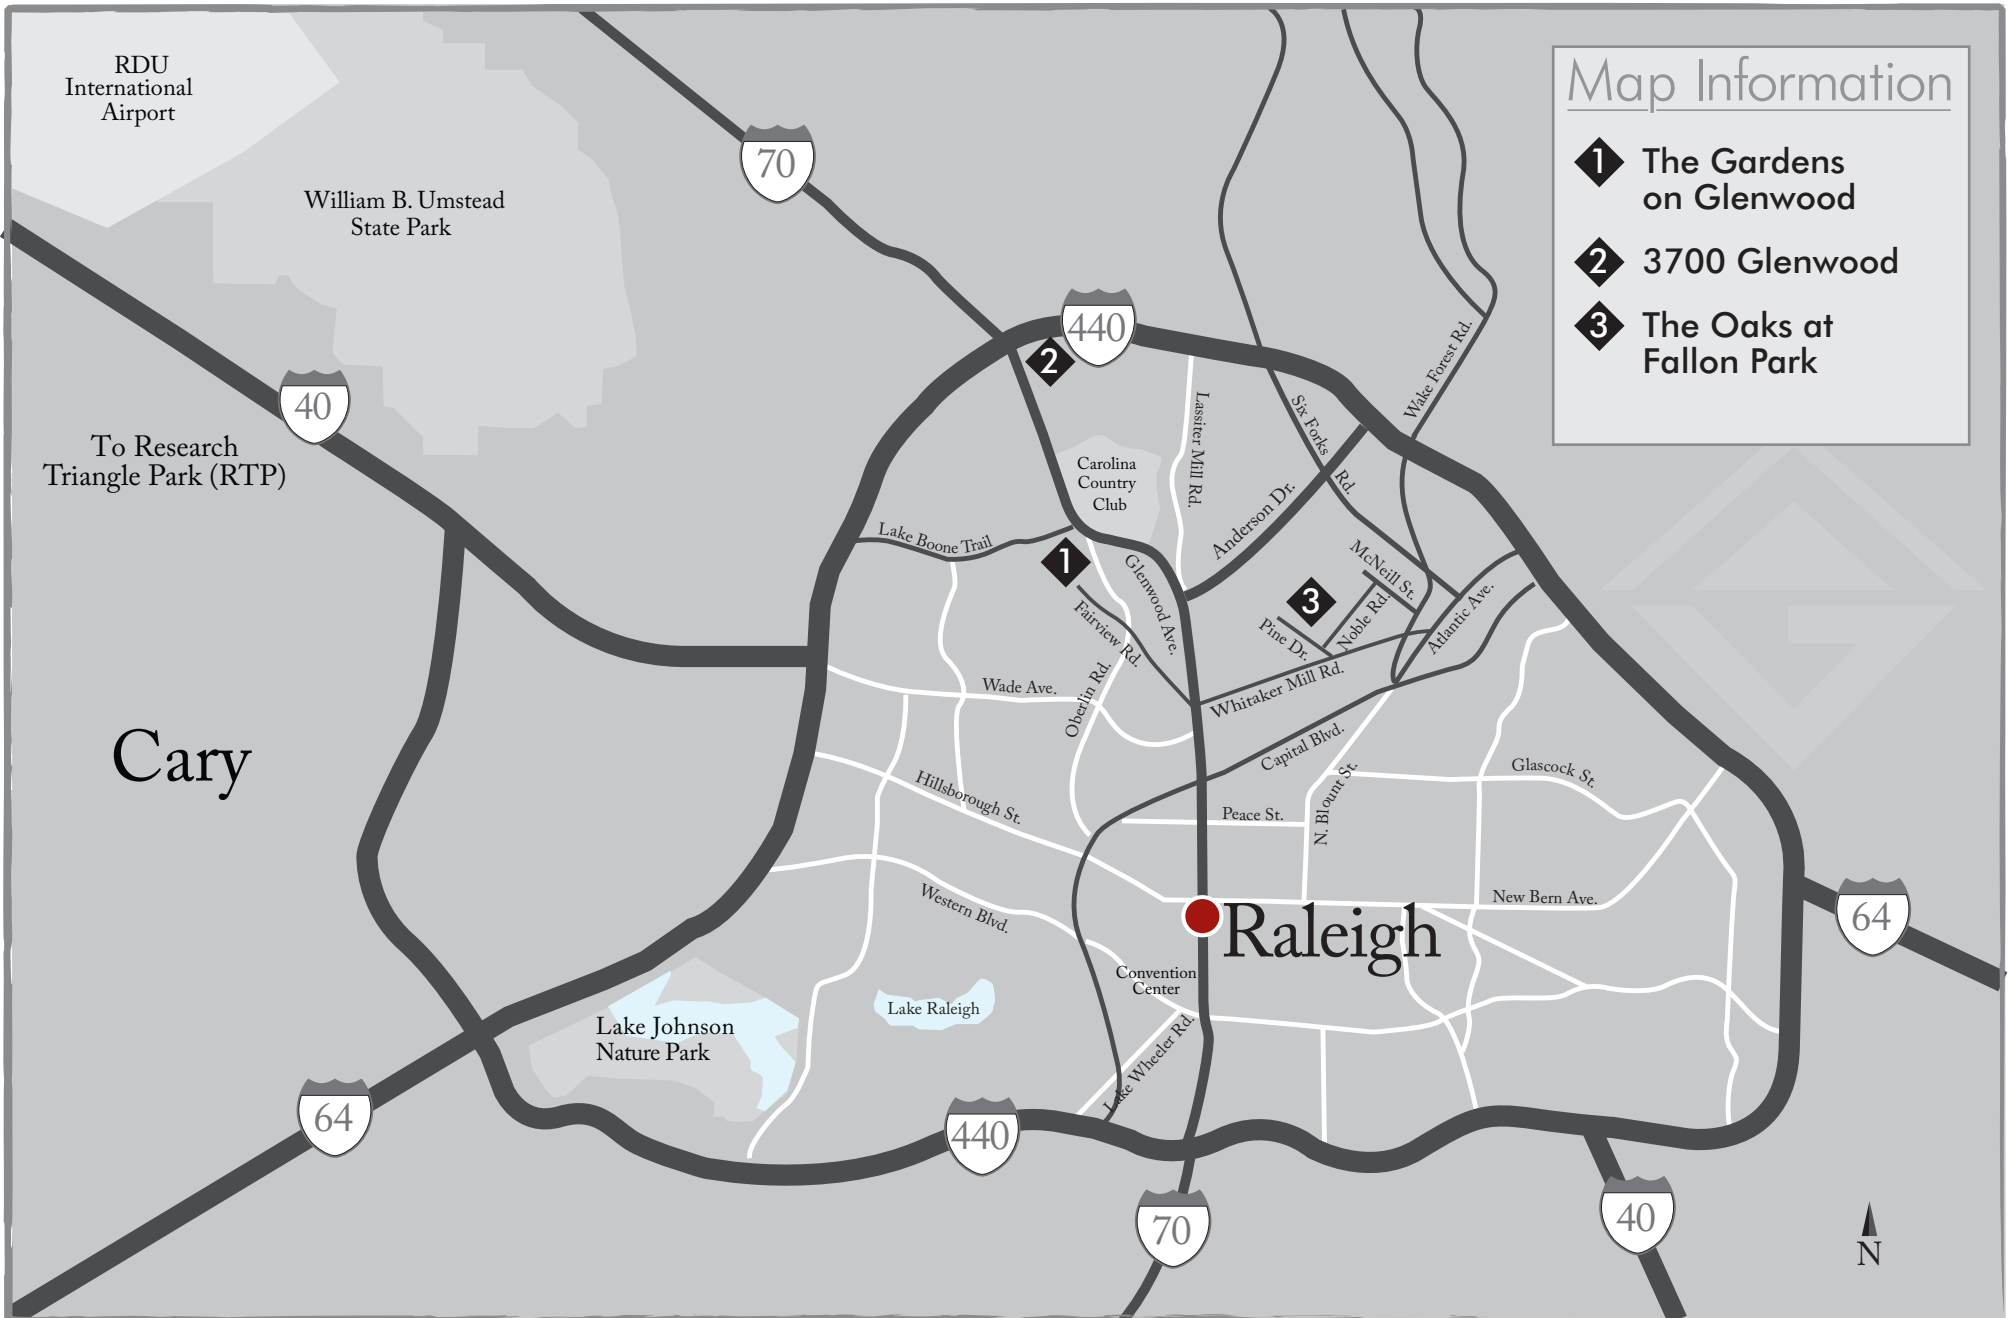 RDU
International
Airport
William B. Umstead
State Park
70
440
40
To Research
Triangle Park (RTP)
Map Information
1 The Gardens
on Glenwood
2 3700 Glenwood
3 The Oaks at
Fallon Park
2
Wake Forest Rd.
Six Forks Rd.
Lassiter Mill Rd.
Carolina
Country
Club
Anderson Dr.
Lake Boone Trail
1
Glenwood Ave.
McNeill St.
3
Noble Rd.
Pine Dr.
Atlantic Ave.
Fairview Rd.
Oberlin Rd.
Wade Ave.
Whitaker Mill Rd.
Capital Blvd.
Cary
Hillsborough St.
Peace St.
N. Blount St.
Glascock St.
Western Blvd.
New Bern Ave.
Raleigh
64
Convention
Center
Lake Raleigh
Lake Johnson
Nature Park
Lake Wheeler Rd.
64
440
70
40
N